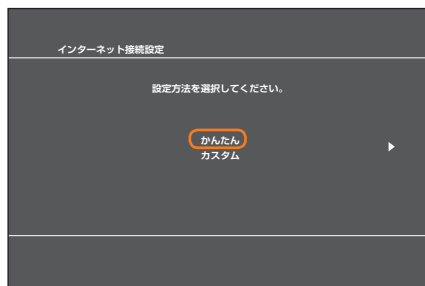 インターネット接続設定
設定方法を選択してください。
かんたん
カスタム